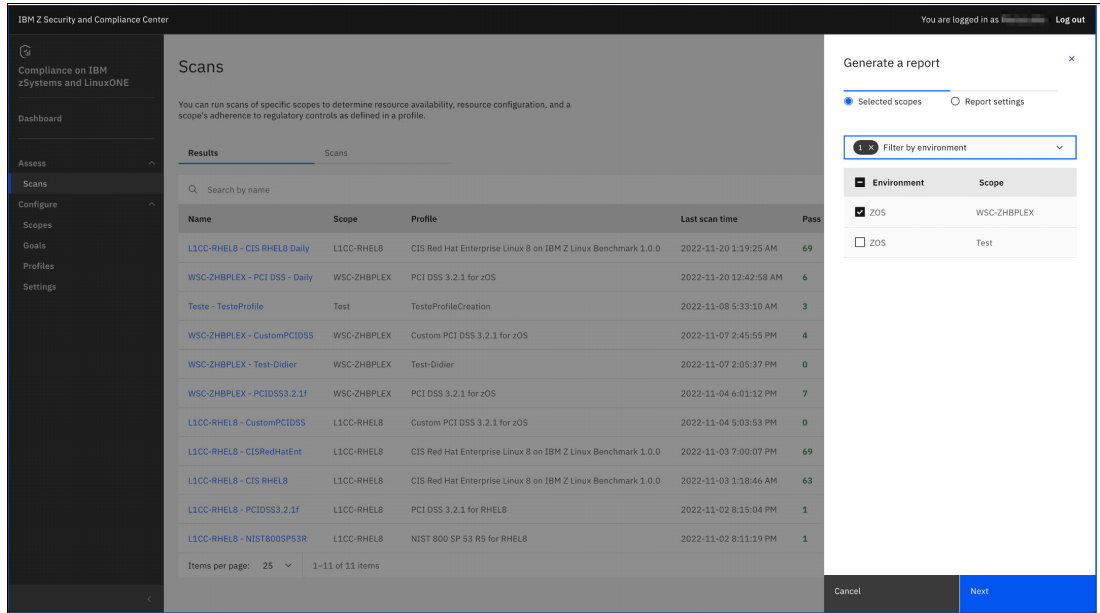 IBM Z Security and Compliance Center
You are logged in as
Log out
Compliance on IBM
zSystems and LinuxONE
Dashboard
Assess
Scans
Configure
Scopes
Goals
Profiles
Settings
Scans
You can run scans of specific scopes to determine resource availability, resource configuration, and a
scope's adherence to regulatory controls as defined in a profile.
Results Scans
Search by name
Name Scope Profile Last scan time Pass
L1CC-RHEL8 - CIS RHEL8 Daily L1CC-RHEL8 CIS Red Hat Enterprise Linux 8 on IBM Z Linux Benchmark 1.0.0 2022-11-20 1:19:25 AM 69
WSC-ZHBPLEX - PCI DSS - Daily WSC-ZHBPLEX PCI DSS 3.2.1 for zOS 2022-11-20 12:42:58 AM 6
Teste - TesteProfile Test TesteProfileCreation 2022-11-08 5:33:10 AM 3
WSC-ZHBPLEX - CustomPCIDSS WSC-ZHBPLEX Custom PCI DSS 3.2.1 for zOS 2022-11-07 2:45:55 PM 4
WSC-ZHBPLEX - Test-Didier WSC-ZHBPLEX Test-Didier 2022-11-07 2:05:37 PM 0
WSC-ZHBPLEX - PCIDSS3.2.1f WSC-ZHBPLEX PCI DSS 3.2.1 for zOS 2022-11-04 6:01:12 PM 7
L1CC-RHEL8 - CustomPCIDSS L1CC-RHEL8 Custom PCI DSS 3.2.1 for zOS 2022-11-04 5:03:53 PM 0
L1CC-RHEL8 - CISRedHatEnt L1CC-RHEL8 CIS Red Hat Enterprise Linux 8 on IBM Z Linux Benchmark 1.0.0 2022-11-03 7:00:07 PM 69
L1CC-RHEL8 - CIS RHEL8 L1CC-RHEL8 CIS Red Hat Enterprise Linux 8 on IBM Z Linux Benchmark 1.0.0 2022-11-03 1:18:46 AM 63
L1CC-RHEL8 - PCIDSS3.2.1f L1CC-RHEL8 PCI DSS 3.2.1 for RHEL8 2022-11-02 8:15:04 PM 1
L1CC-RHEL8 - NIST800SP53R L1CC-RHEL8 NIST 800 SP 53 R5 for RHEL8 2022-11-02 8:11:19 PM 1
Items per page: 25 1–11 of 11 items
Generate a report
Selected scopes Report settings
1 × Filter by environment
Environment Scope
ZOS WSC-ZHBPLEX
ZOS Test
Cancel Next